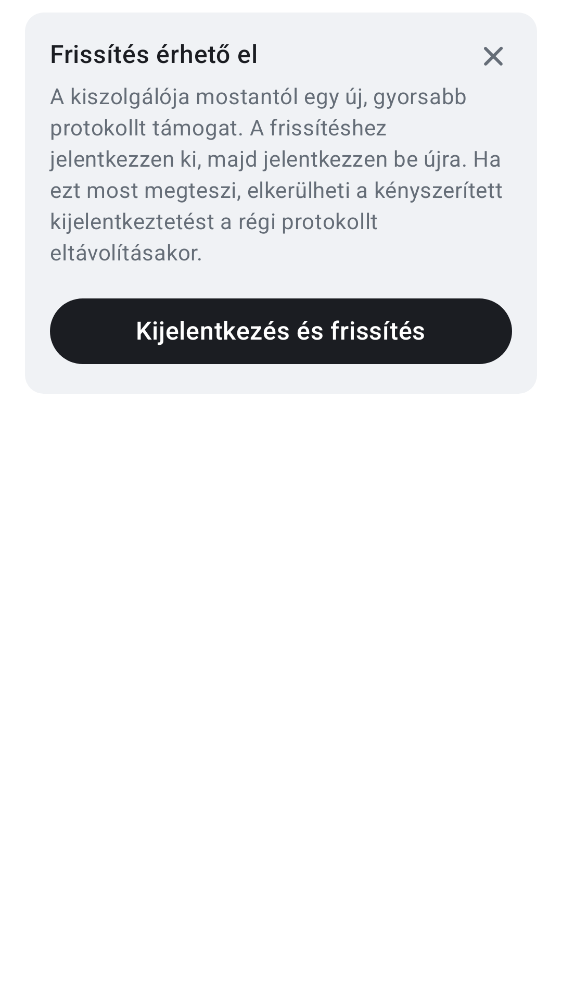 Frissítés érhető el
A kiszolgálója mostantól egy új, gyorsabb
protokollt támogat. A frissítéshez
jelentkezzen ki, majd jelentkezzen be újra. Ha
ezt most megteszi, elkerülheti a kényszerített
kijelentkeztetést a régi protokollt
eltávolításakor.
Kijelentkezés és frissítés